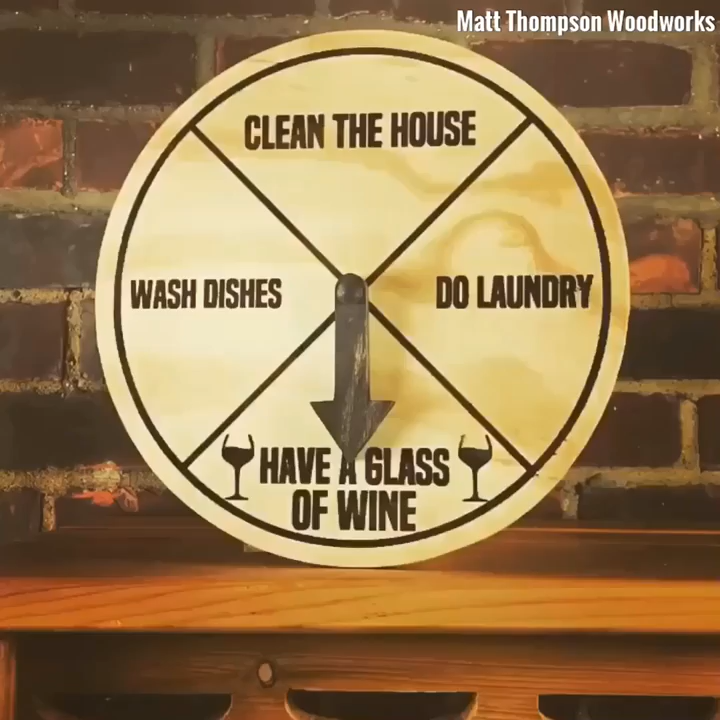 Matt Thompson Woodworks
CLEAN THE HOUSE
WASH DISHES
DO LAUNDRY
HAVE A GLASS
OF WINE